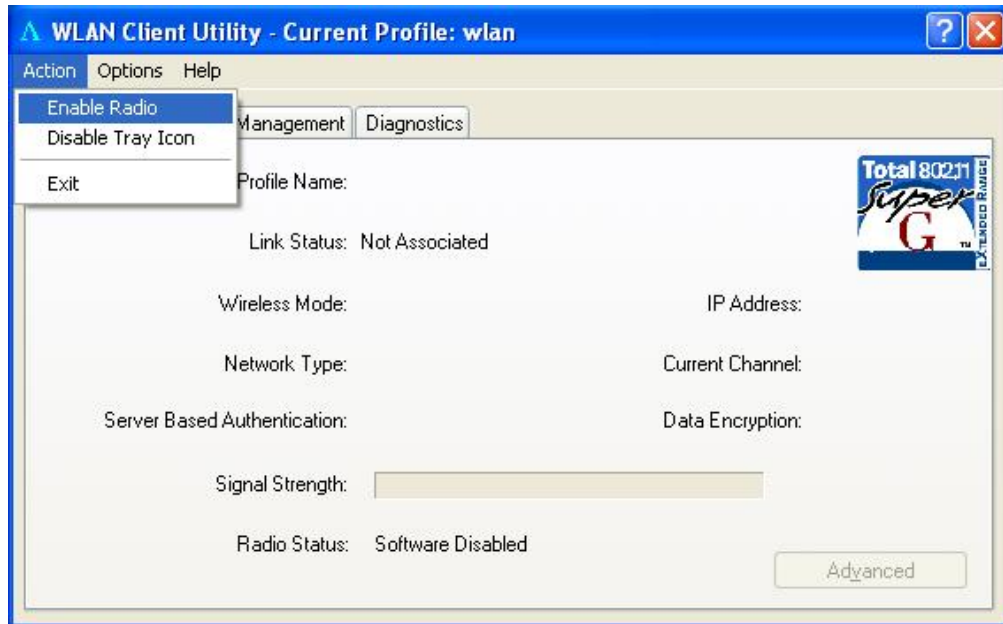 WLAN Client Utility - Current Profile: wlan
Action Options Help
Enable Radio
Disable Tray Icon
Exit
Management Diagnostics
Profile Name:
Total 802.11
Super
G ™
EXTENDED RANGE
Link Status: Not Associated
Wireless Mode: IP Address:
Network Type: Current Channel:
Server Based Authentication: Data Encryption:
Signal Strength:
Radio Status: Software Disabled
Advanced